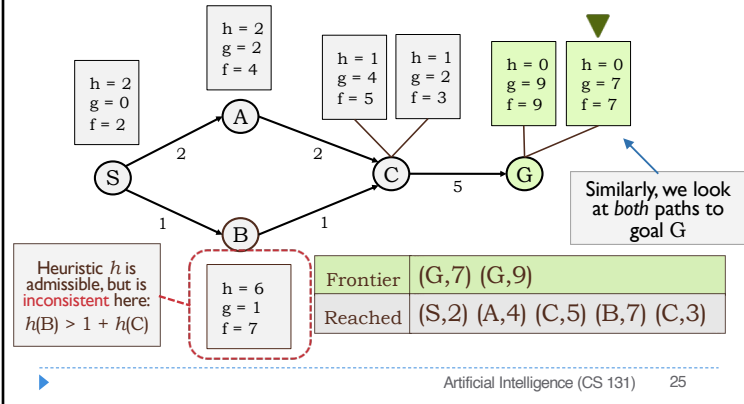 h = 2
g = 0
f = 2
h = 2
g = 2
f = 4
h = 1
g = 4
f = 5
h = 1
g = 2
f = 3
h = 0
g = 9
f = 9
h = 0
g = 7
f = 7
S
A
B
C
G
2
2
1
1
5
Similarly, we look
at both paths to
goal G
Heuristic h is
admissible, but is
inconsistent here:
h(B) > 1 + h(C)
h = 6
g = 1
f = 7
Frontier (G,7) (G,9)
Reached (S,2) (A,4) (C,5) (B,7) (C,3)
Artificial Intelligence (CS 131) 25